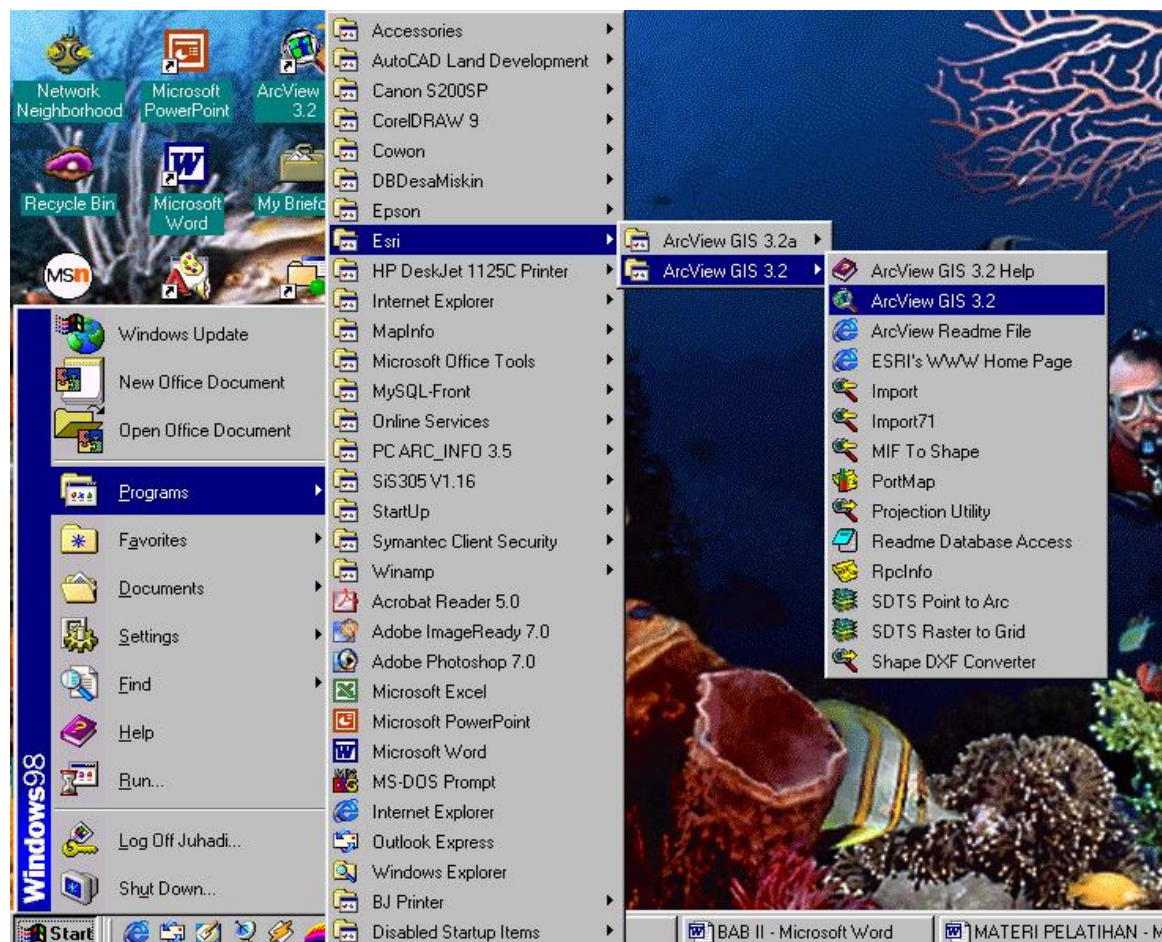 Network
Neighborhood
Microsoft
PowerPoint
ArcView
3.2
Recycle Bin
Microsoft
Word
My Briefc
msn
Windows Update
New Office Document
Open Office Document
Programs
Favorites
Documents
Settings
Find
Help
Run...
Log Off Juhadi...
Shut Down...
Windows98
Start
Accessories
AutoCAD Land Development
Canon S200SP
CorelDRAW 9
Cowon
DBDesaMiskin
Epson
Esri
HP DeskJet 1125C Printer
Internet Explorer
MapInfo
Microsoft Office Tools
MySQL-Front
Online Services
PC ARC_INFO 3.5
SiS305 V1.16
StartUp
Symantec Client Security
Winamp
Acrobat Reader 5.0
Adobe ImageReady 7.0
Adobe Photoshop 7.0
Microsoft Excel
Microsoft PowerPoint
Microsoft Word
MS-DOS Prompt
Internet Explorer
Outlook Express
Windows Explorer
BJ Printer
Disabled Startup Items
ArcView GIS 3.2a
ArcView GIS 3.2
ArcView GIS 3.2 Help
ArcView GIS 3.2
ArcView Readme File
ESRI's WWW Home Page
Import
Import71
MIF To Shape
PortMap
Projection Utility
Readme Database Access
RpcInfo
SDTS Point to Arc
SDTS Raster to Grid
Shape DXF Converter
BAB II - Microsoft Word
MATERI PELATIHAN - M